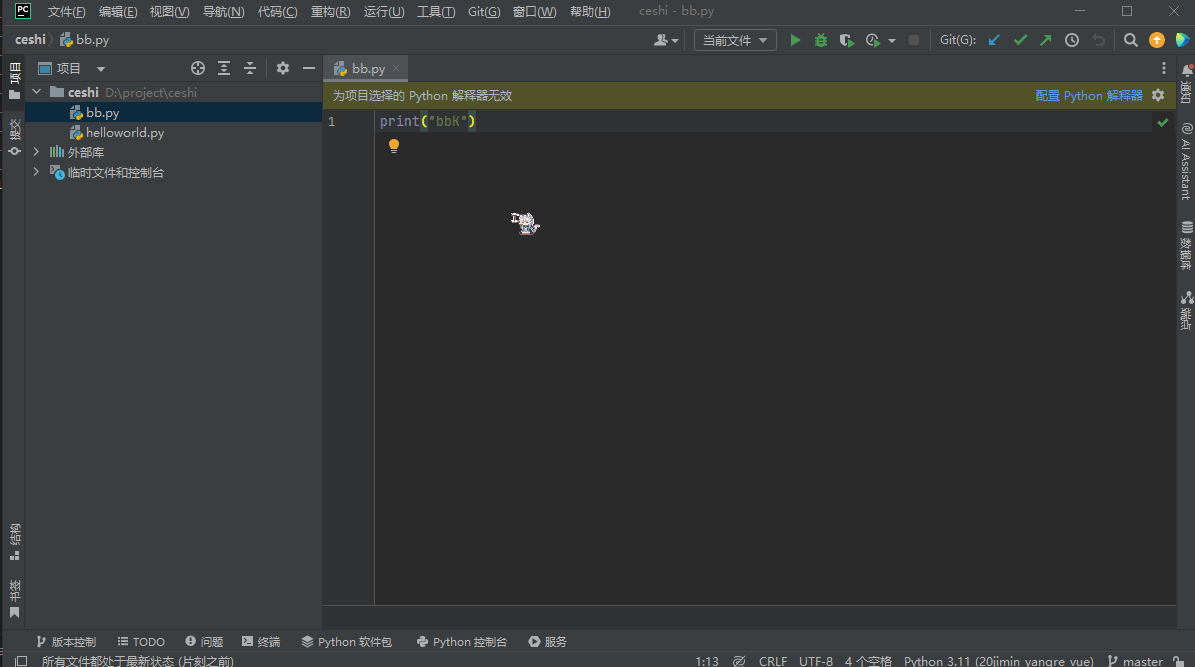 PC 文件(F) 编辑(E) 视图(V) 导航(N) 代码(C) 重构(R) 运行(U) 工具(T) Git(G) 窗口(W) 帮助(H) ceshi - bb.py
ceshi bb.py 当前文件 Git(G):
项目 bb.py
ceshi D:\project\ceshi
bb.py
helloworld.py
外部库
临时文件和控制台
项目
提交
结构
书签
为项目选择的 Python 解释器无效 配置 Python 解释器
1 print("bbK")
通知
AI Assistant
数据库
端点
版本控制 TODO 问题 终端 Python 软件包 Python 控制台 服务
所有文件都处于最新状态 (片刻之前) 1:13 CRLF UTF-8 4 个空格 Python 3.11 (20jimin_yangre_yue) master